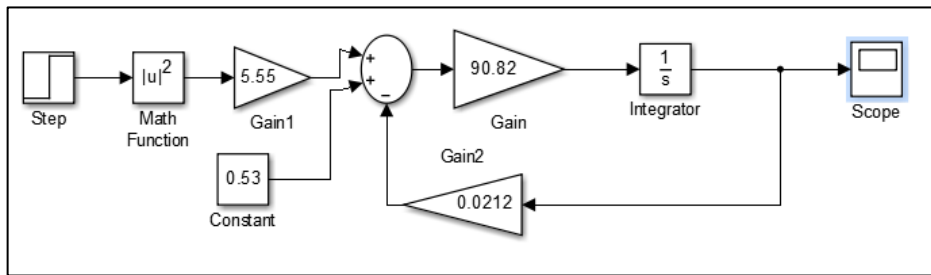 Step
|u|²
Math
Function
5.55
Gain1
0.53
Constant
+
+
−
90.82
Gain
1
s
Integrator
Scope
Gain2
0.0212